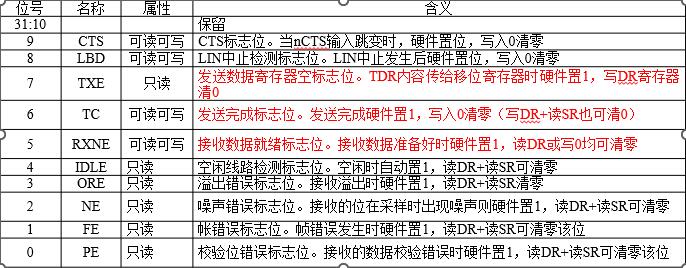 位号 名称 属性 含义
31:10 保留
9 CTS 可读可写 CTS标志位。当nCTS输入跳变时，硬件置位，写入0清零
8 LBD 可读可写 LIN中止检测标志位。LIN中止发生后硬件置位，写入0清零
7 TXE 只读 发送数据寄存器空标志位。TDR内容传给移位寄存器时硬件置1，写DR寄存器
清0
6 TC 可读可写 发送完成标志位。发送完成硬件置1，写入0清零（写DR+读SR也可清0）
5 RXNE 可读可写 接收数据就绪标志位。接收数据准备好时硬件置1，读DR或写0均可清零
4 IDLE 只读 空闲线路检测标志位。空闲时自动置1，读DR+读SR可清零
3 ORE 只读 溢出错误标志位。接收溢出时硬件置1，读DR+读SR清零
2 NE 只读 噪声错误标志位。接收的位在采样时出现噪声则硬件置1，读DR+读SR可清零
1 FE 只读 帐错误标志位。帧错误发生时硬件置1，读DR+读SR可清零该位
0 PE 只读 校验位错误标志位。接收的数据校验错误时硬件置1，读DR+读SR可清零该位